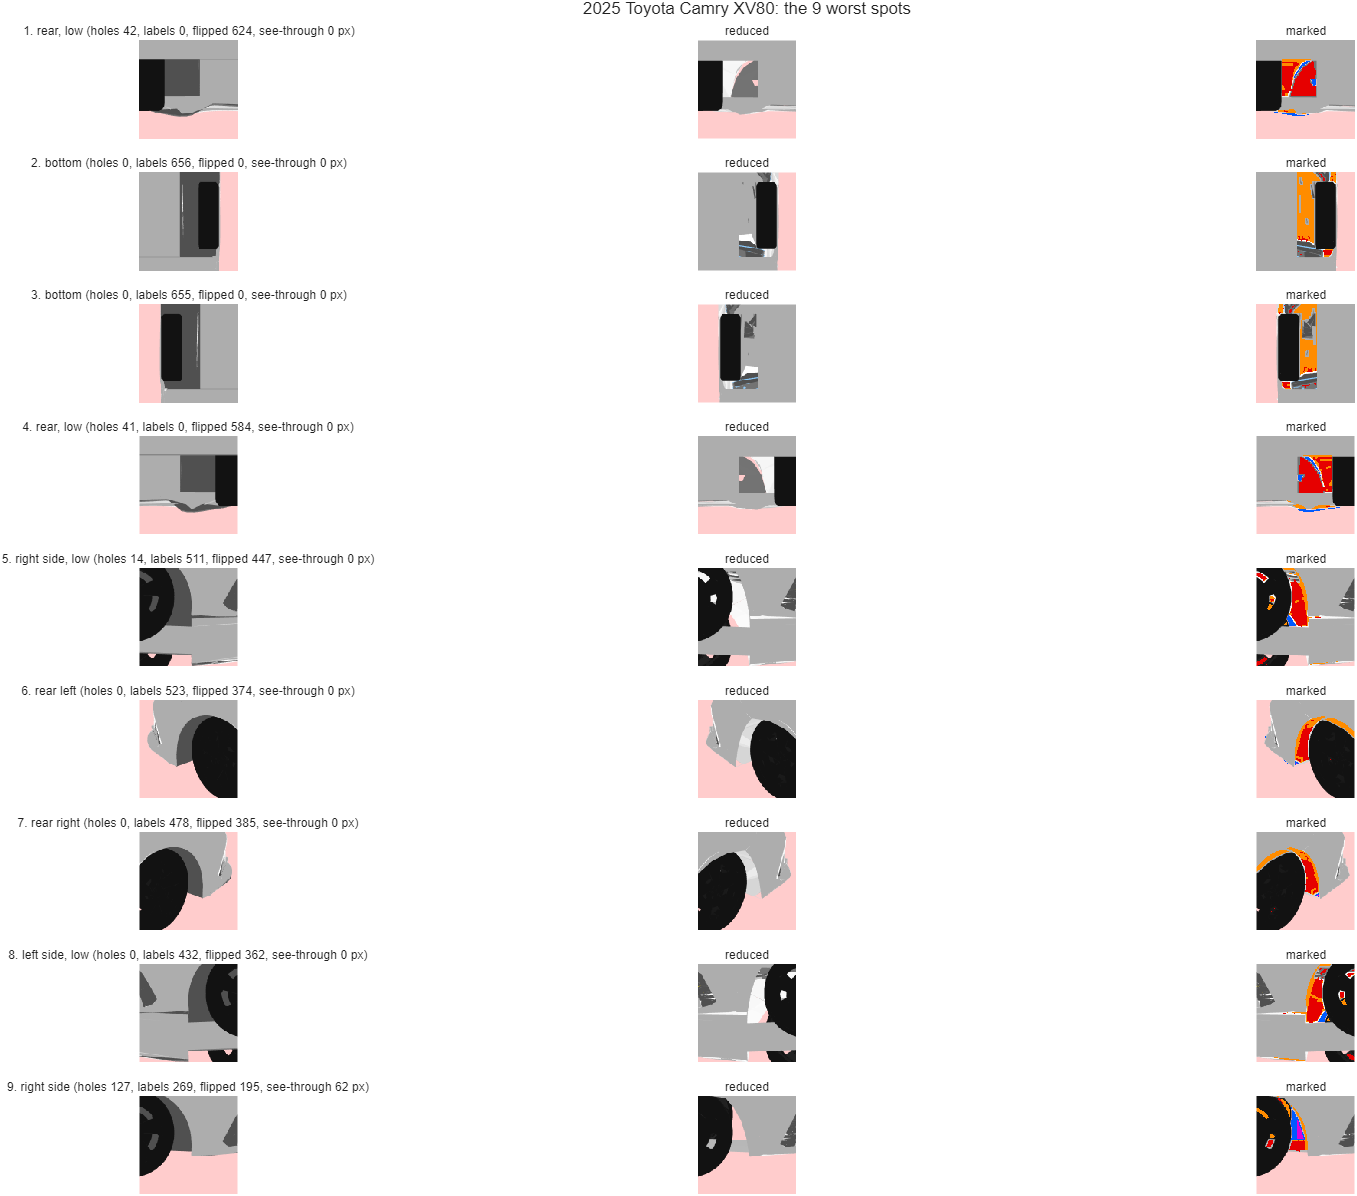 2025 Toyota Camry XV80: the 9 worst spots
1. rear, low (holes 42, labels 0, flipped 624, see-through 0 px)
reduced
marked
2. bottom (holes 0, labels 656, flipped 0, see-through 0 px)
reduced
marked
3. bottom (holes 0, labels 655, flipped 0, see-through 0 px)
reduced
marked
4. rear, low (holes 41, labels 0, flipped 584, see-through 0 px)
reduced
marked
5. right side, low (holes 14, labels 511, flipped 447, see-through 0 px)
reduced
marked
6. rear left (holes 0, labels 523, flipped 374, see-through 0 px)
reduced
marked
7. rear right (holes 0, labels 478, flipped 385, see-through 0 px)
reduced
marked
8. left side, low (holes 0, labels 432, flipped 362, see-through 0 px)
reduced
marked
9. right side (holes 127, labels 269, flipped 195, see-through 62 px)
reduced
marked